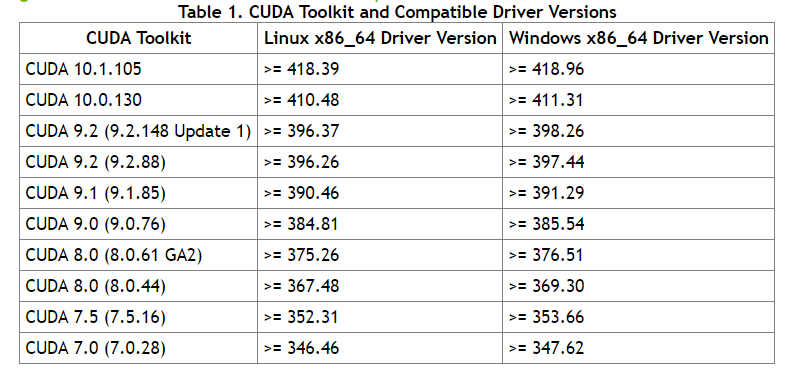 Table 1. CUDA Toolkit and Compatible Driver Versions
CUDA Toolkit Linux x86_64 Driver Version Windows x86_64 Driver Version
CUDA 10.1.105 >= 418.39 >= 418.96
CUDA 10.0.130 >= 410.48 >= 411.31
CUDA 9.2 (9.2.148 Update 1) >= 396.37 >= 398.26
CUDA 9.2 (9.2.88) >= 396.26 >= 397.44
CUDA 9.1 (9.1.85) >= 390.46 >= 391.29
CUDA 9.0 (9.0.76) >= 384.81 >= 385.54
CUDA 8.0 (8.0.61 GA2) >= 375.26 >= 376.51
CUDA 8.0 (8.0.44) >= 367.48 >= 369.30
CUDA 7.5 (7.5.16) >= 352.31 >= 353.66
CUDA 7.0 (7.0.28) >= 346.46 >= 347.62